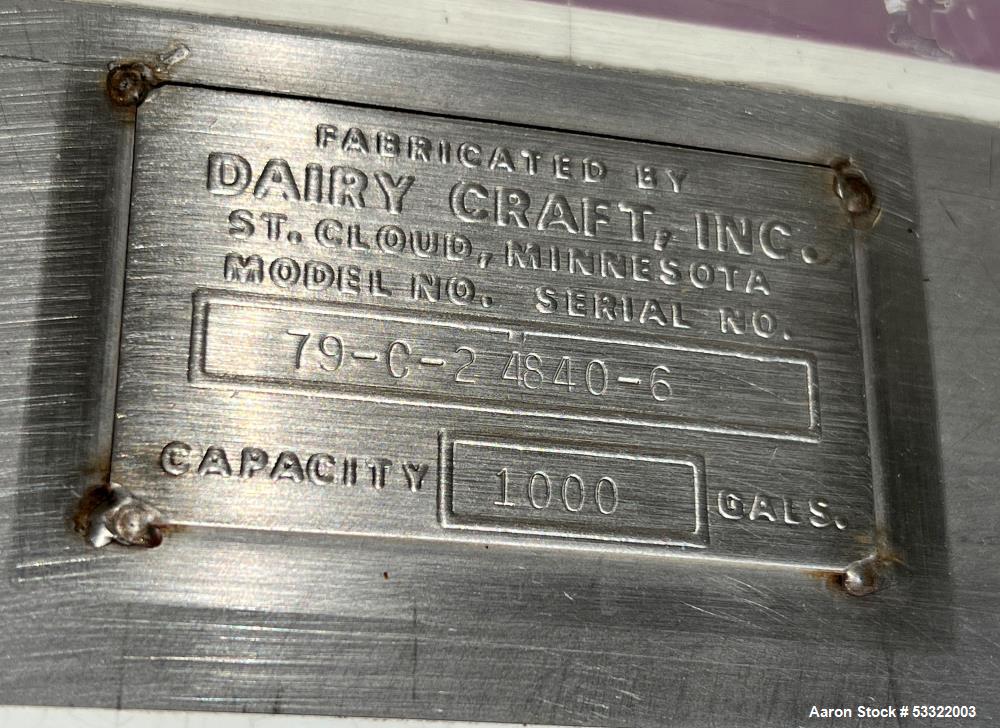 FABRICATED BY
DAIRY CRAFT, INC.
ST. CLOUD, MINNESOTA
MODEL NO. SERIAL NO.
79-C-2 4840-6
CAPACITY 1000 GALS.
Aaron Stock # 53322003